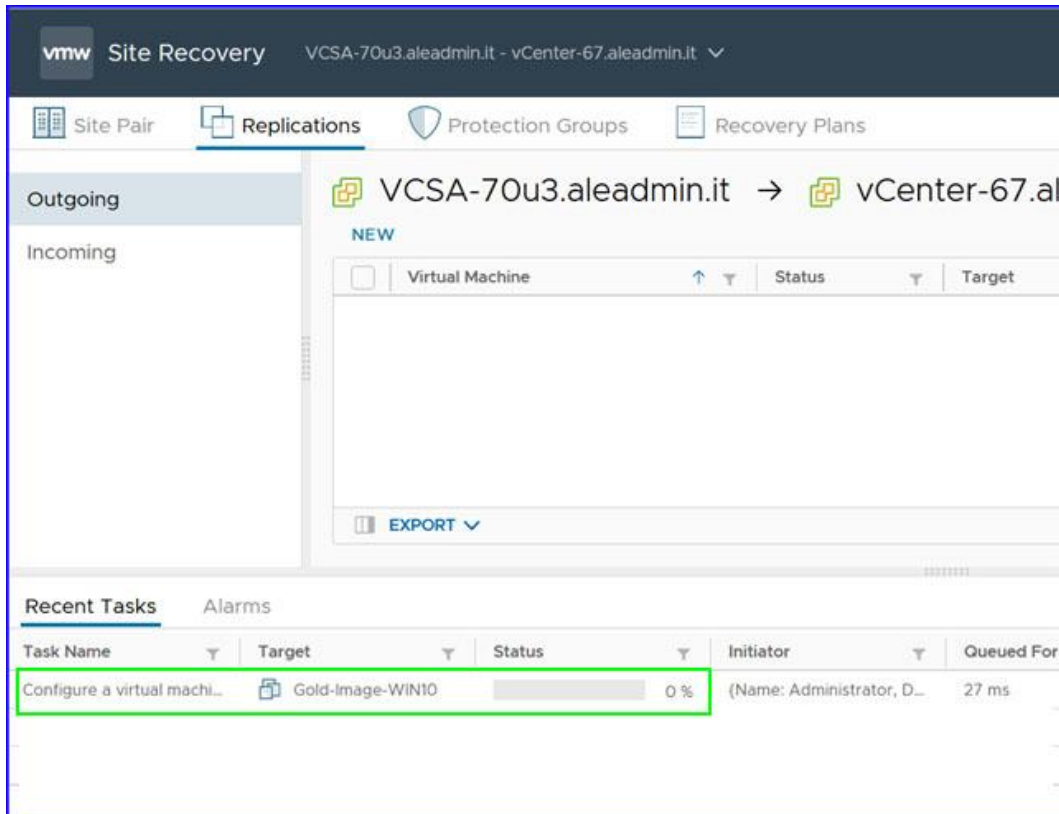 vmw Site Recovery VCSA-70u3.aleadmin.it - vCenter-67.aleadmin.it
Site Pair Replications Protection Groups Recovery Plans
Outgoing
Incoming
VCSA-70u3.aleadmin.it → vCenter-67.al
NEW
Virtual Machine Status Target
EXPORT
Recent Tasks Alarms
Task Name Target Status Initiator Queued For
Configure a virtual machi... Gold-Image-WIN10 0 % (Name: Administrator, D... 27 ms